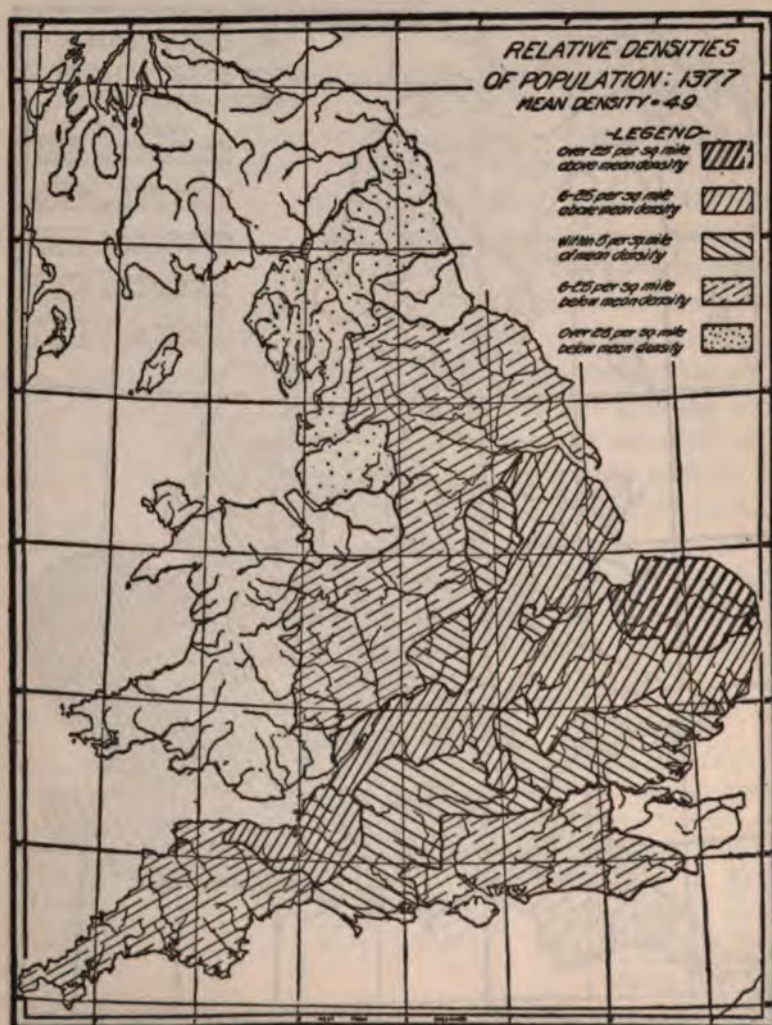 RELATIVE DENSITIES
OF POPULATION: 1377
MEAN DENSITY = 49
-LEGEND-
Over 25 per sq mile
above mean density
6-25 per sq mile
above mean density
Within 5 per sq mile
of mean density
6-25 per sq mile
below mean density
Over 25 per sq mile
below mean density